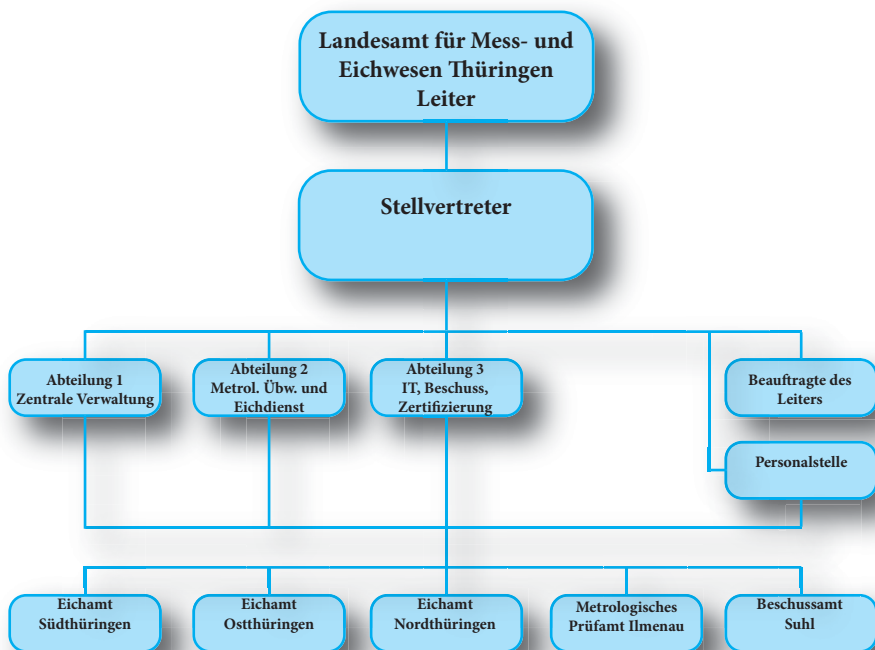 Landesamt für Mess- und
Eichwesen Thüringen
Leiter
Stellvertreter
Abteilung 1
Zentrale Verwaltung
Abteilung 2
Metrol. Übw. und
Eichdienst
Abteilung 3
IT, Beschuss,
Zertifizierung
Beauftragte des
Leiters
Personalstelle
Eichamt
Südthüringen
Eichamt
Ostthüringen
Eichamt
Nordthüringen
Metrologisches
Prüfamt Ilmenau
Beschussamt
Suhl